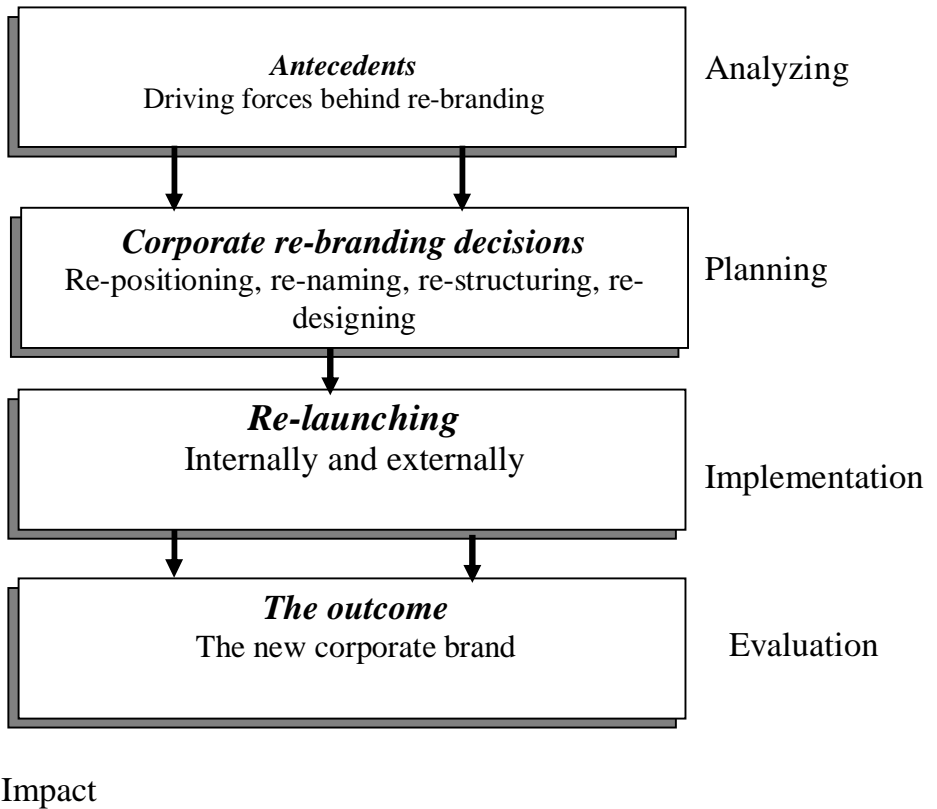 Antecedents
Driving forces behind re-branding
Analyzing
Corporate re-branding decisions
Re-positioning, re-naming, re-structuring, re-
designing
Planning
Re-launching
Internally and externally
Implementation
The outcome
The new corporate brand
Evaluation
Impact